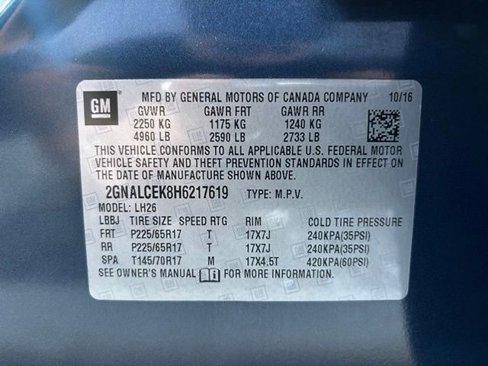 GM
MFD BY GENERAL MOTORS OF CANADA COMPANY 10/16
GVWR GAWR FRT GAWR RR
2250 KG 1175 KG 1240 KG
4960 LB 2590 LB 2733 LB
THIS VEHICLE CONFORMS TO ALL APPLICABLE U.S. FEDERAL MOTOR
VEHICLE SAFETY AND THEFT PREVENTION STANDARDS IN EFFECT ON
THE DATE OF MANUFACTURE SHOWN ABOVE.
2GNALCEK8H6217619 TYPE: M.P.V.
MODEL: LH26
LBBJ TIRE SIZE SPEED RTG RIM COLD TIRE PRESSURE
FRT P225/65R17 T 17X7J 240KPA(35PSI)
RR P225/65R17 T 17X7J 240KPA(35PSI)
SPA T145/70R17 M 17X4.5T 420KPA(60PSI)
SEE OWNER'S MANUAL FOR MORE INFORMATION.